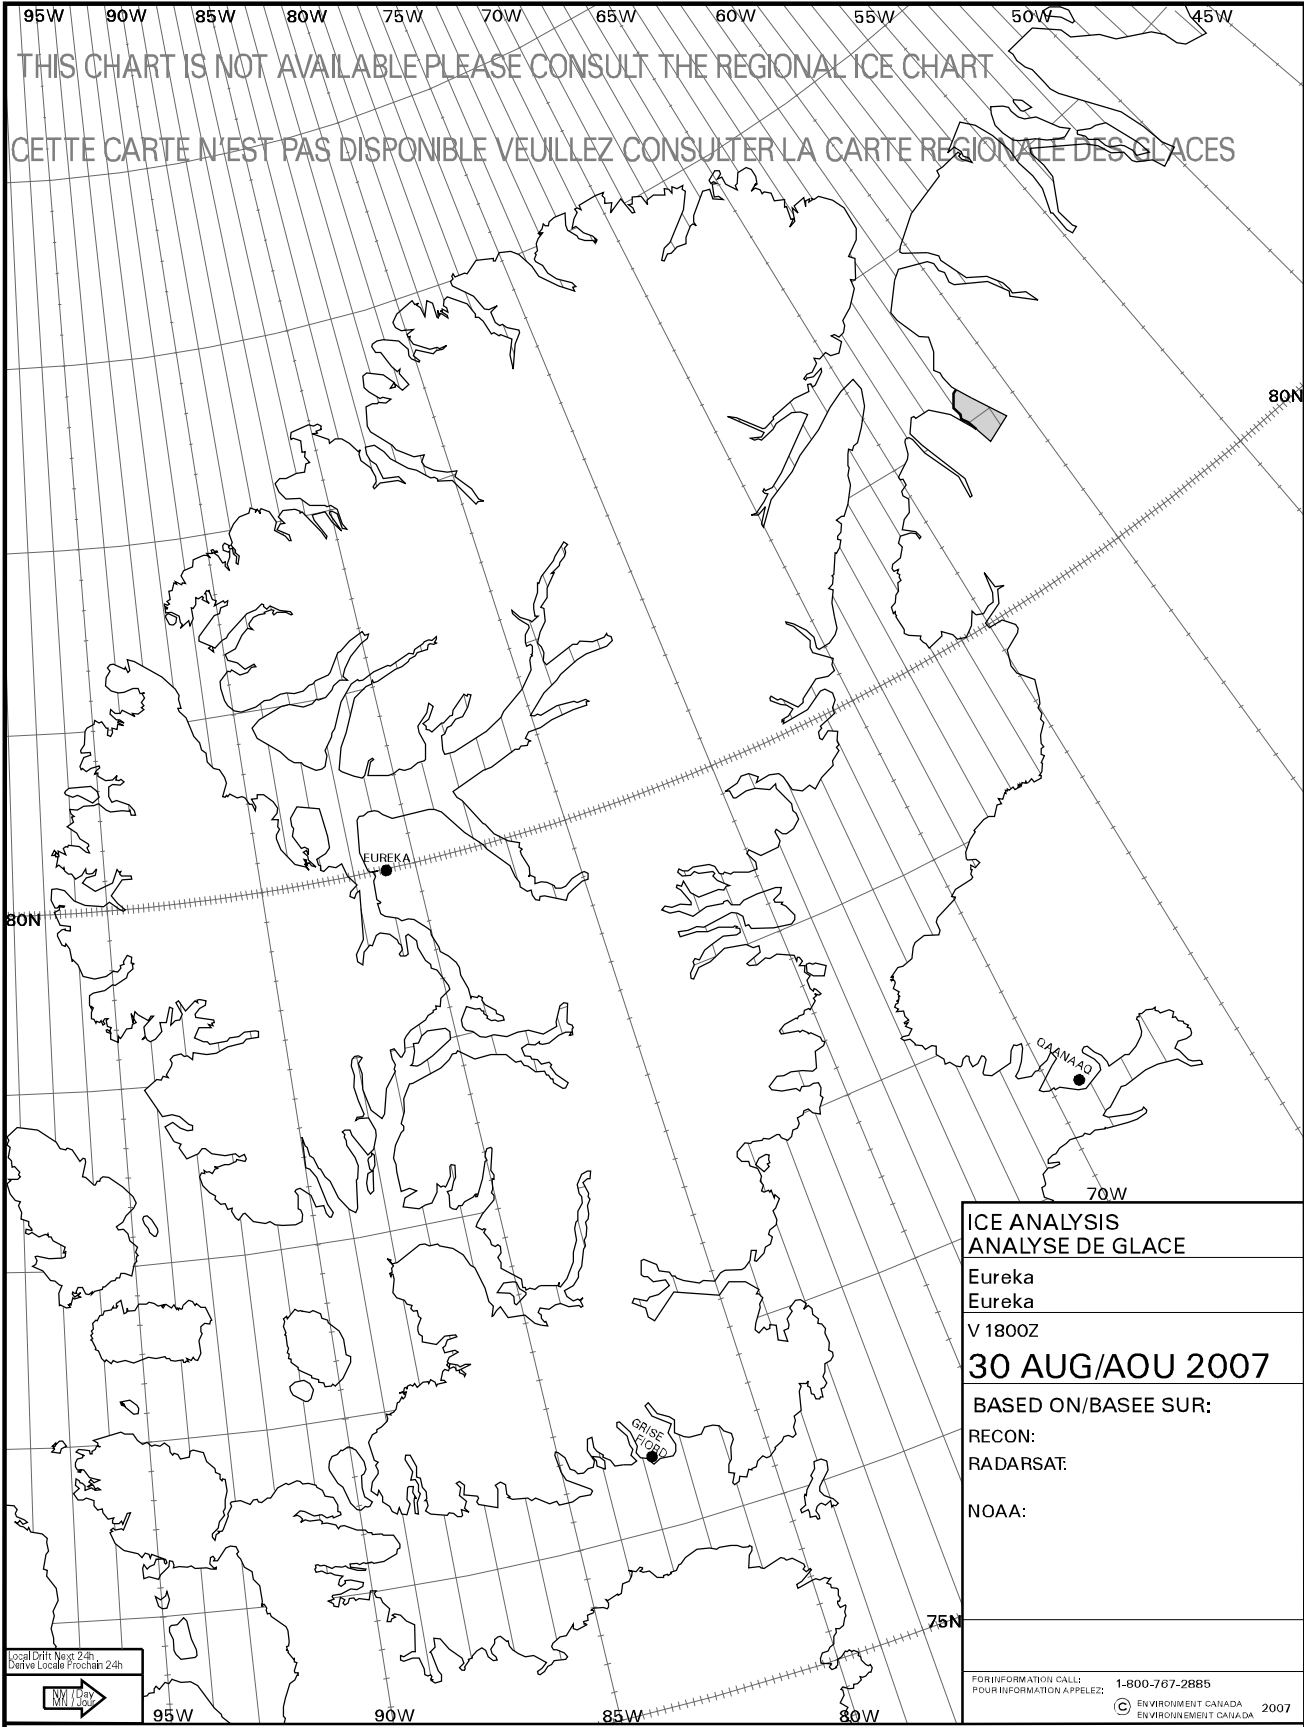 95W 90W 85W 80W 75W 70W 65W 60W 55W 50W 45W
THIS CHART IS NOT AVAILABLE PLEASE CONSULT THE REGIONAL ICE CHART
CETTE CARTE N'EST PAS DISPONIBLE VEUILLEZ CONSULTER LA CARTE REGIONALE DES GLACES
80N
EUREKA
80N
QAANAAQ
70W
GRISE
FIORD
75N
ICE ANALYSIS
ANALYSE DE GLACE
Eureka
Eureka
V 1800Z
30 AUG/AOU 2007
BASED ON/BASEE SUR:
RECON:
RADARSAT:
NOAA:
FOR INFORMATION CALL:
POUR INFORMATION APPELEZ:
1-800-767-2885
© ENVIRONMENT CANADA
ENVIRONNEMENT CANADA
2007
Local Drift Next 24h
Derive Locale Prochain 24h
NM / Day
MN / Jour
95W 90W 85W 80W